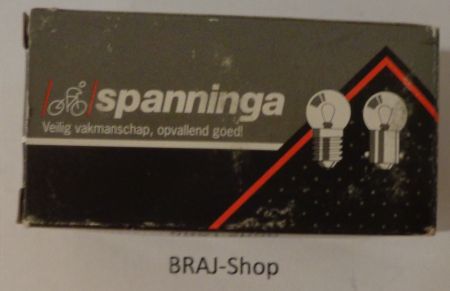 spanninga
Veilig vakmanschap, opvallend goed!
BRAJ-Shop